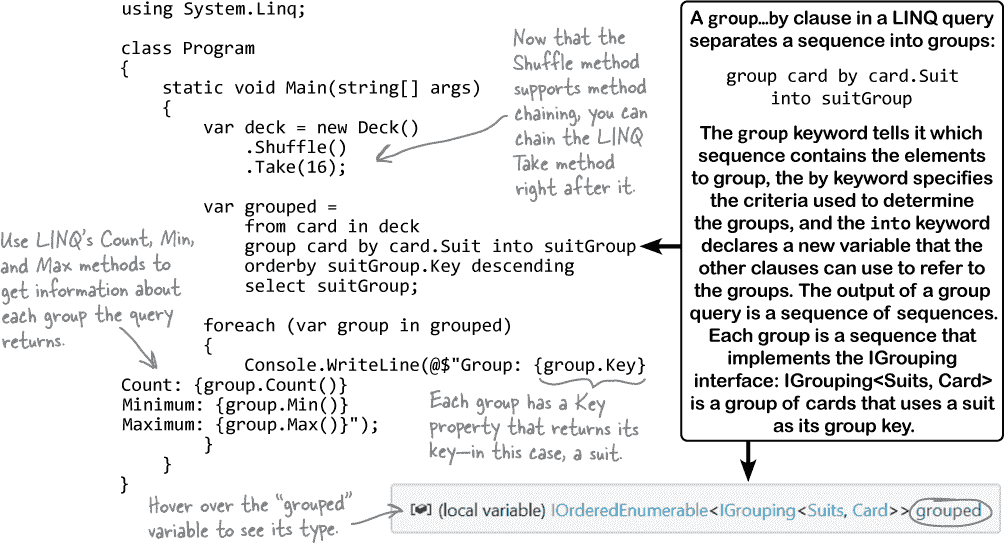 using System.Linq;
class Program
{
static void Main(string[] args)
{
var deck = new Deck()
.Shuffle()
.Take(16);
var grouped =
from card in deck
group card by card.Suit into suitGroup
orderby suitGroup.Key descending
select suitGroup;
foreach (var group in grouped)
{
Console.WriteLine(@$"Group: {group.Key}
Count: {group.Count()}
Minimum: {group.Min()}
Maximum: {group.Max()}");
}
}
}
Now that the
Shuffle method
supports method
chaining, you can
chain the LINQ
Take method
right after it.
Use LINQ's Count, Min,
and Max methods to
get information about
each group the query
returns.
Each group has a Key
property that returns its
key—in this case, a suit.
A group...by clause in a LINQ query
separates a sequence into groups:
group card by card.Suit
into suitGroup
The group keyword tells it which
sequence contains the elements
to group, the by keyword specifies
the criteria used to determine
the groups, and the into keyword
declares a new variable that the
other clauses can use to refer to
the groups. The output of a group
query is a sequence of sequences.
Each group is a sequence that
implements the IGrouping
interface: IGrouping<Suits, Card>
is a group of cards that uses a suit
as its group key.
Hover over the "grouped"
variable to see its type.
(local variable) IOrderedEnumerable<IGrouping<Suits, Card>> grouped